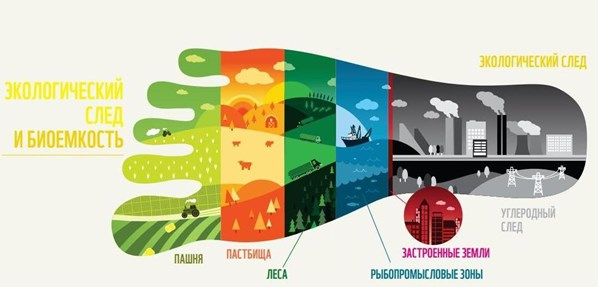 ЭКОЛОГИЧЕСКИЙ
СЛЕД
И БИОЕМКОСТЬ
ЭКОЛОГИЧЕСКИЙ СЛЕД
ПАШНЯ
ПАСТБИЩА
ЛЕСА
РЫБОПРОМЫСЛОВЫЕ ЗОНЫ
ЗАСТРОЕННЫЕ ЗЕМЛИ
УГЛЕРОДНЫЙ
СЛЕД